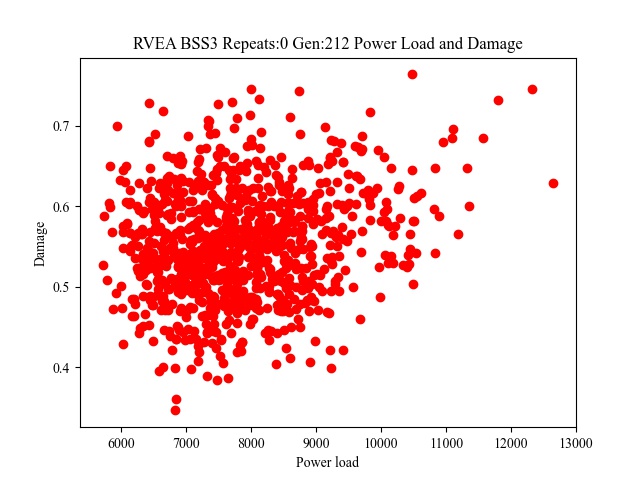 RVEA BSS3 Repeats:0 Gen:212 Power Load and Damage
0.7
0.6
0.5
0.4
Damage
6000 7000 8000 9000 10000 11000 12000 13000
Power load